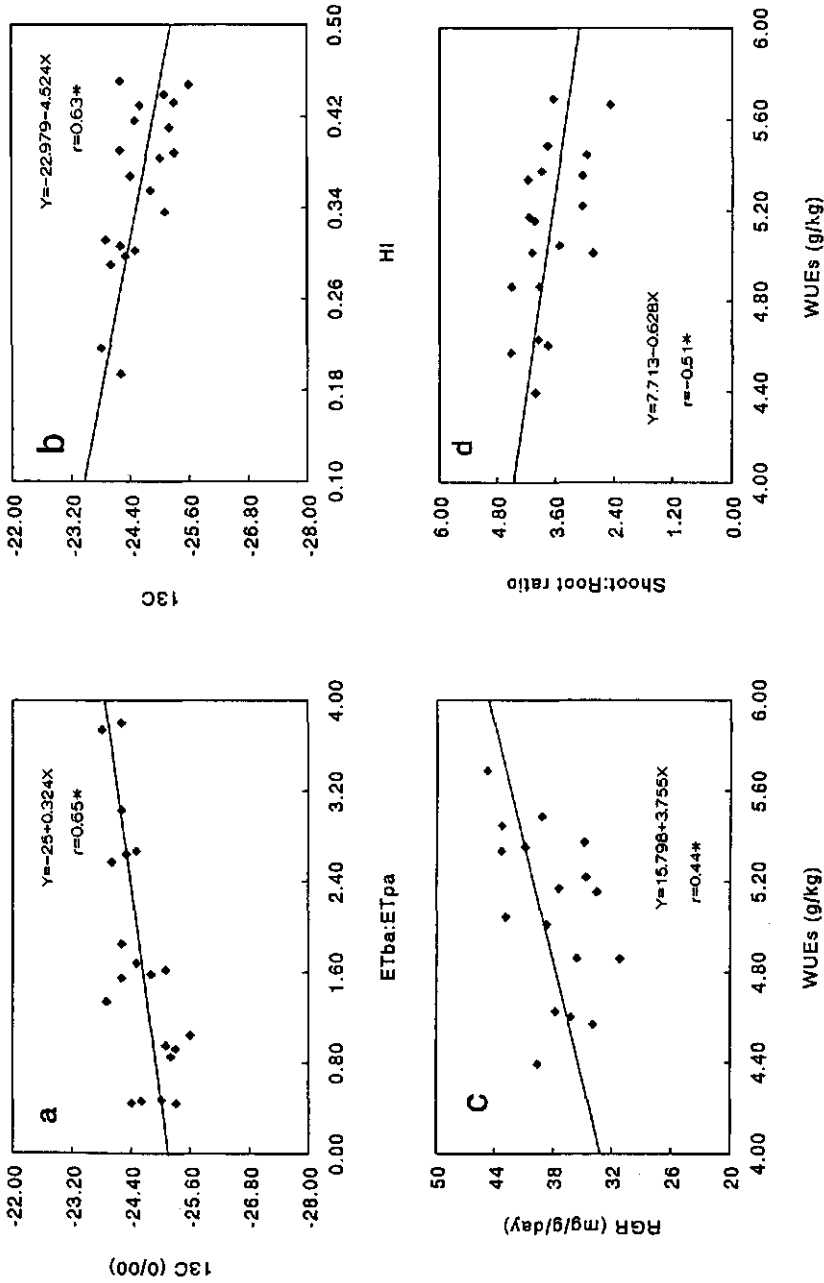 a
Y=-25+0.324X
r=0.65*
13C (0/00)
-22.00
-23.20
-24.40
-25.60
-26.80
-28.00
0.00 0.80 1.60 2.40 3.20 4.00
ETba:ETpa
b
Y=-22.979-4.524X
r=0.63*
13C
-22.00
-23.20
-24.40
-25.60
-26.80
-28.00
0.10 0.18 0.26 0.34 0.42 0.50
HI
C
Y=15.798+3.755X
r=0.44*
RGR (mg/g/day)
50
44
38
32
26
20
4.00 4.40 4.80 5.20 5.60 6.00
WUEs (g/kg)
d
Y=7.713-0.628X
r=-0.51*
Shoot:Root ratio
6.00
4.80
3.60
2.40
1.20
0.00
4.00 4.40 4.80 5.20 5.60 6.00
WUEs (g/kg)